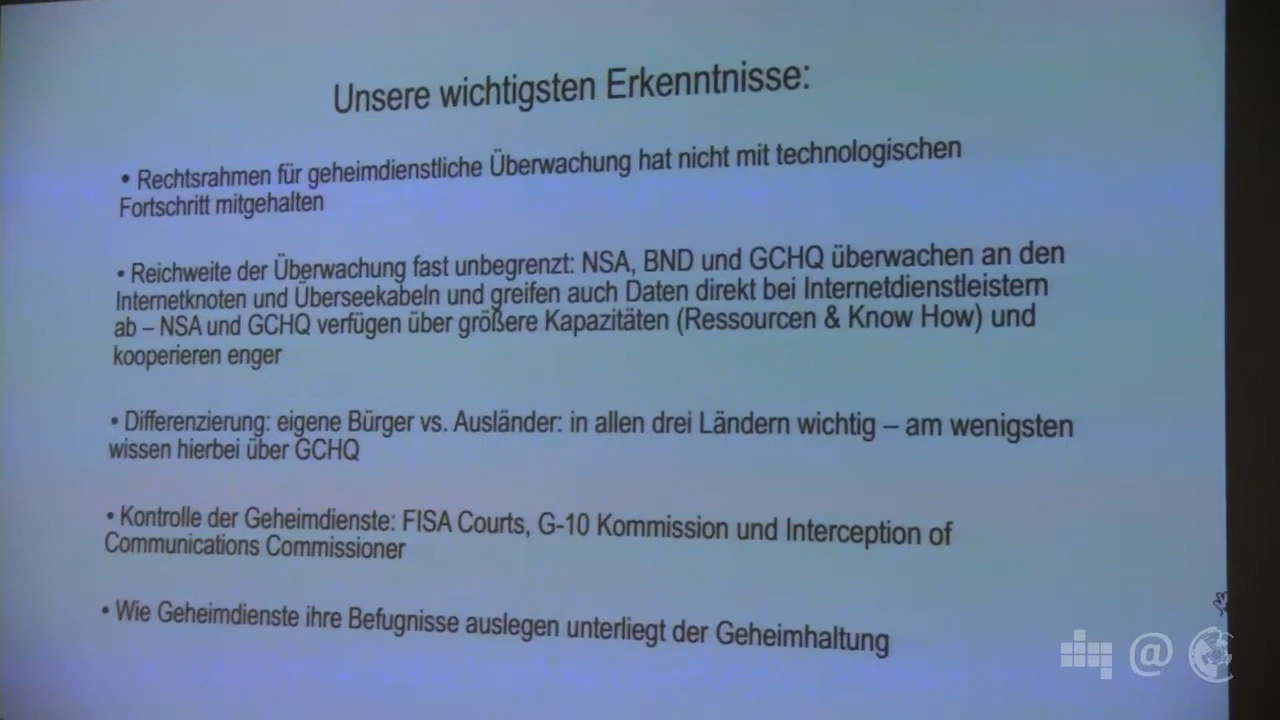 Unsere wichtigsten Erkenntnisse:
• Rechtsrahmen für geheimdienstliche Überwachung hat nicht mit technologischen
Fortschritt mitgehalten
• Reichweite der Überwachung fast unbegrenzt: NSA, BND und GCHQ überwachen an den
Internetknoten und Überseekabeln und greifen auch Daten direkt bei Internetdienstleistern
ab – NSA und GCHQ verfügen über größere Kapazitäten (Ressourcen & Know How) und
kooperieren enger
• Differenzierung: eigene Bürger vs. Ausländer: in allen drei Ländern wichtig – am wenigsten
wissen hierbei über GCHQ
• Kontrolle der Geheimdienste: FISA Courts, G-10 Kommission und Interception of
Communications Commissioner
• Wie Geheimdienste ihre Befugnisse auslegen unterliegt der Geheimhaltung
@